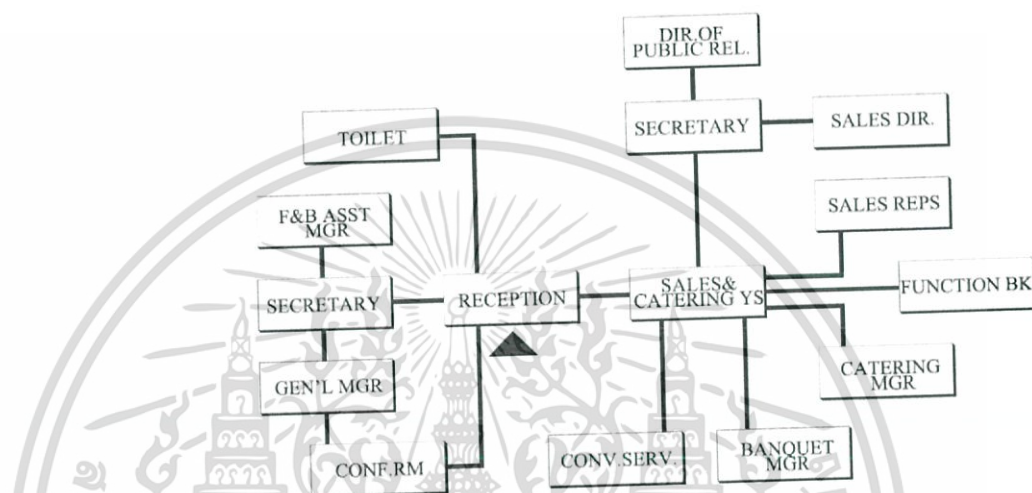 DIR.OF
PUBLIC REL.
TOILET
SECRETARY
SALES DIR.
F&B ASST
MGR
SALES REPS
SECRETARY
RECEPTION
SALES&
CATERING YS
FUNCTION BK
GEN'L MGR
CATERING
MGR
CONF.RM
CONV.SERV.
BANQUET
MGR